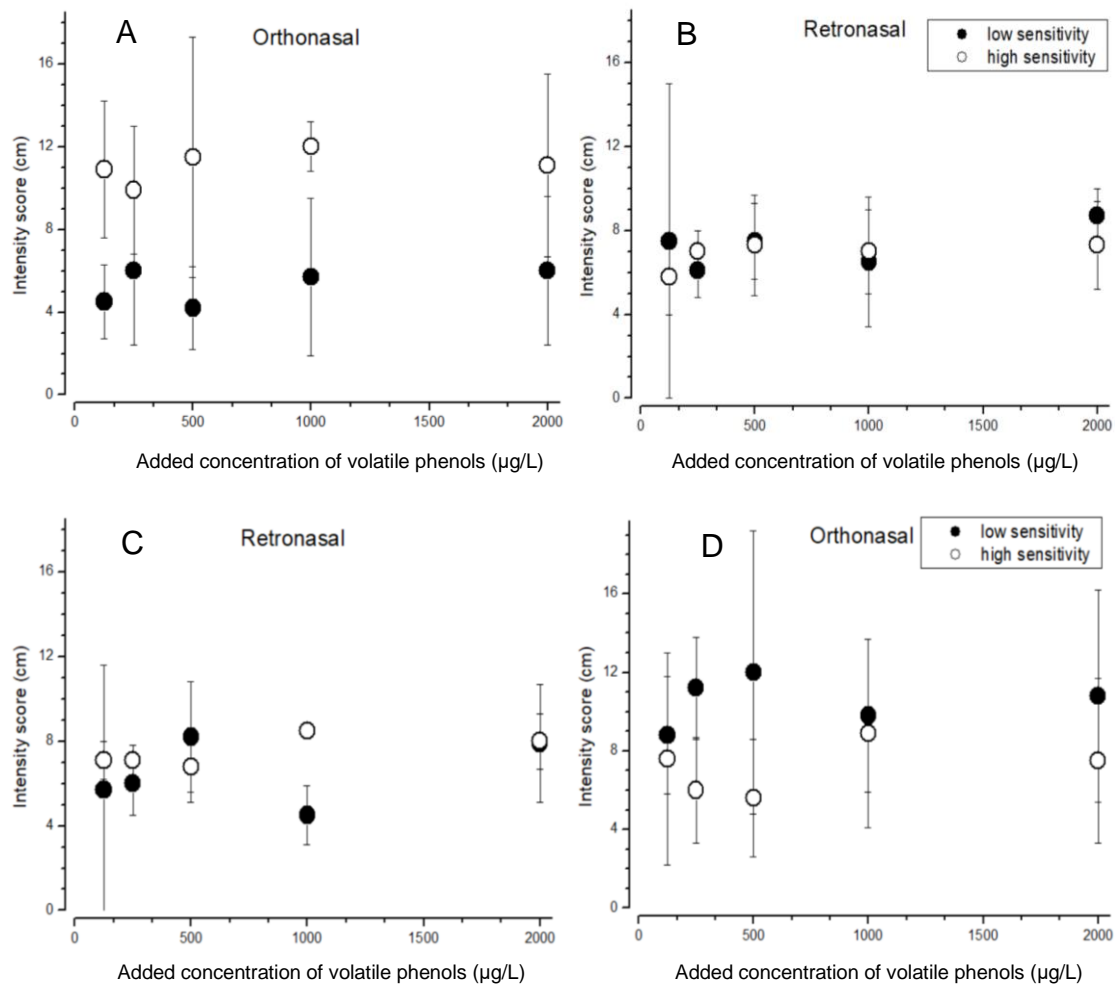 A
Orthonasal
16
12
8
4
0
Intensity score (cm)
0 500 1000 1500 2000
Added concentration of volatile phenols (µg/L)
B
Retronasal
low sensitivity
high sensitivity
16
12
8
4
0
Intensity score (cm)
0 500 1000 1500 2000
Added concentration of volatile phenols (µg/L)
C
Retronasal
16
12
8
4
0
Intensity score (cm)
0 500 1000 1500 2000
Added concentration of volatile phenols (µg/L)
D
Orthonasal
low sensitivity
high sensitivity
16
12
8
4
0
Intensity score (cm)
0 500 1000 1500 2000
Added concentration of volatile phenols (µg/L)